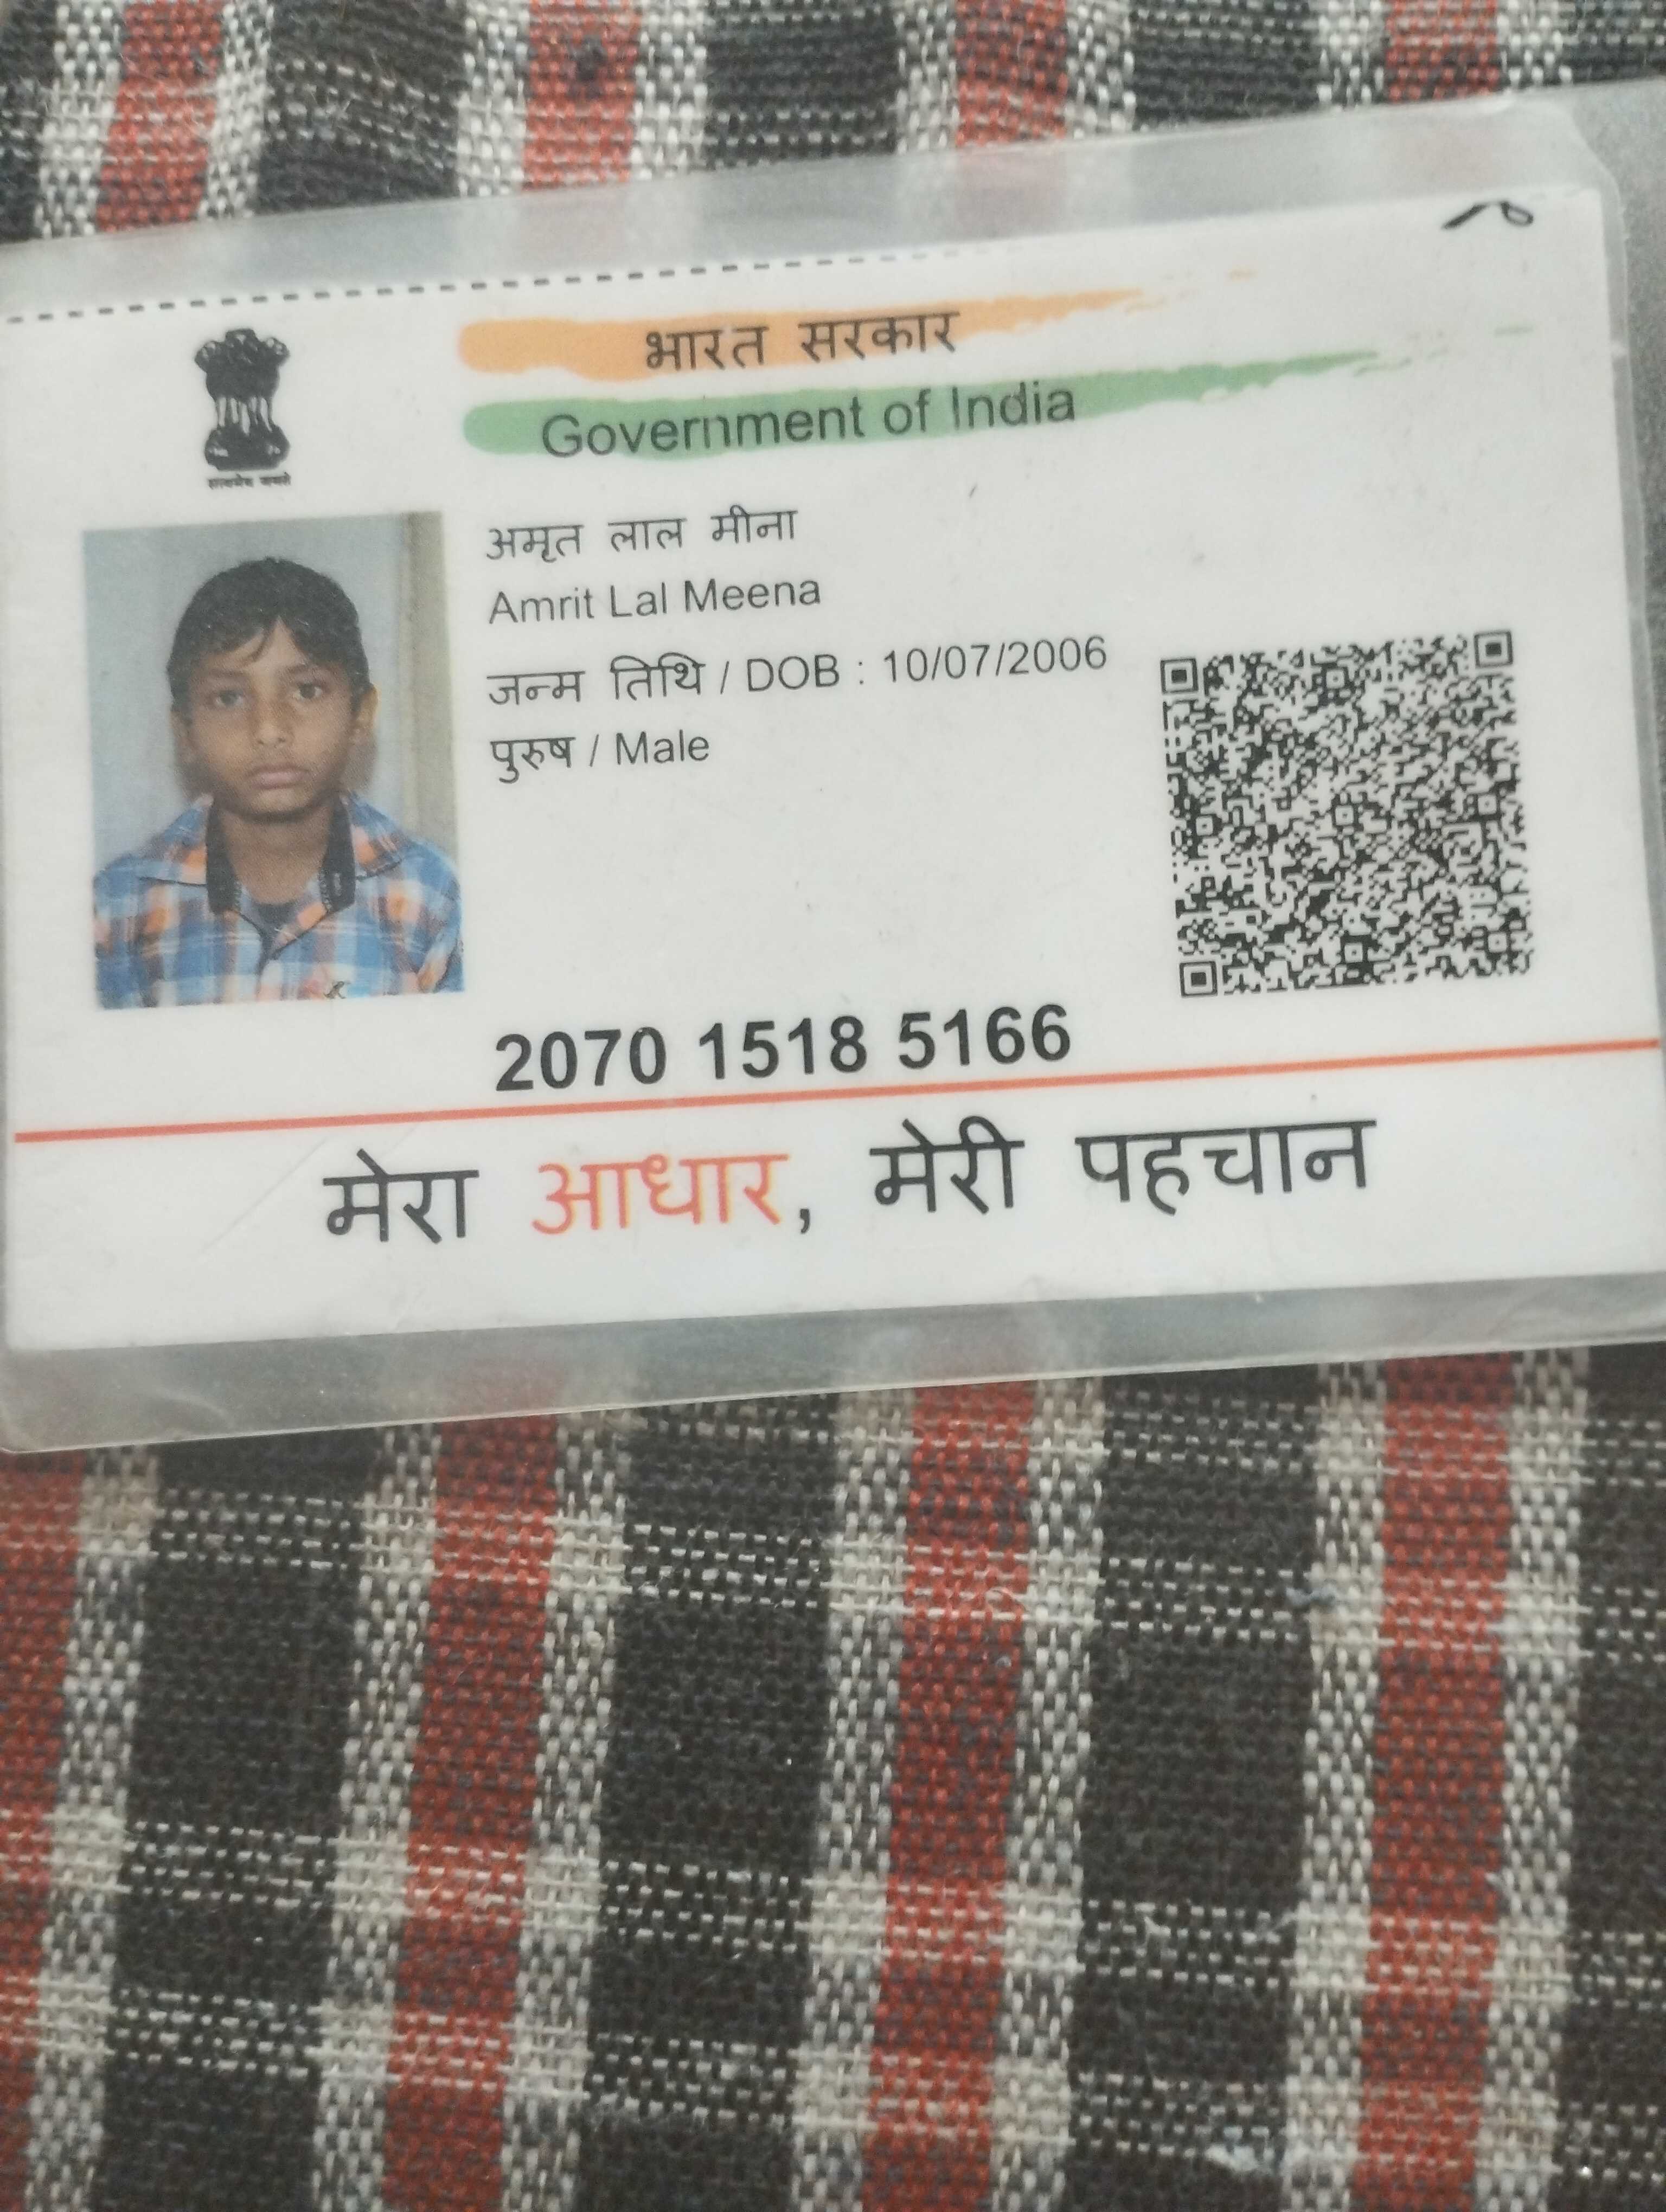 भारत सरकार
Government of India
सत्यमेव जयते
अमृत लाल मीना
Amrit Lal Meena
जन्म तिथि / DOB : 10/07/2006
पुरुष / Male
2070 1518 5166
मेरा आधार, मेरी पहचान